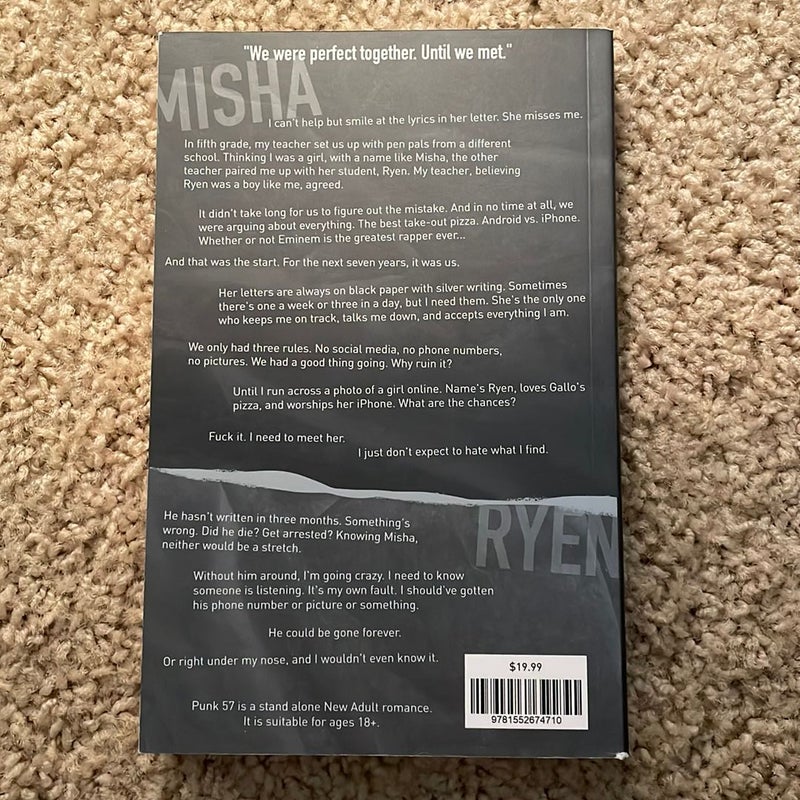 "We were perfect together. Until we met."
MISHA
I can't help but smile at the lyrics in her letter. She misses me.
In fifth grade, my teacher set us up with pen pals from a different
school. Thinking I was a girl, with a name like Misha, the other
teacher paired me up with her student, Ryen. My teacher, believing
Ryen was a boy like me, agreed.
It didn't take long for us to figure out the mistake. And in no time at all, we
were arguing about everything. The best take-out pizza. Android vs. iPhone.
Whether or not Eminem is the greatest rapper ever...
And that was the start. For the next seven years, it was us.
Her letters are always on black paper with silver writing. Sometimes
there's one a week or three in a day, but I need them. She's the only one
who keeps me on track, talks me down, and accepts everything I am.
We only had three rules. No social media, no phone numbers,
no pictures. We had a good thing going. Why ruin it?
Until I run across a photo of a girl online. Name's Ryen, loves Gallo's
pizza, and worships her iPhone. What are the chances?
Fuck it. I need to meet her.
I just don't expect to hate what I find.
RYEN
He hasn't written in three months. Something's
wrong. Did he die? Get arrested? Knowing Misha,
neither would be a stretch.
Without him around, I'm going crazy. I need to know
someone is listening. It's my own fault. I should've gotten
his phone number or picture or something.
He could be gone forever.
Or right under my nose, and I wouldn't even know it.
Punk 57 is a stand alone New Adult romance.
It is suitable for ages 18+.
$19.99
9781552674710